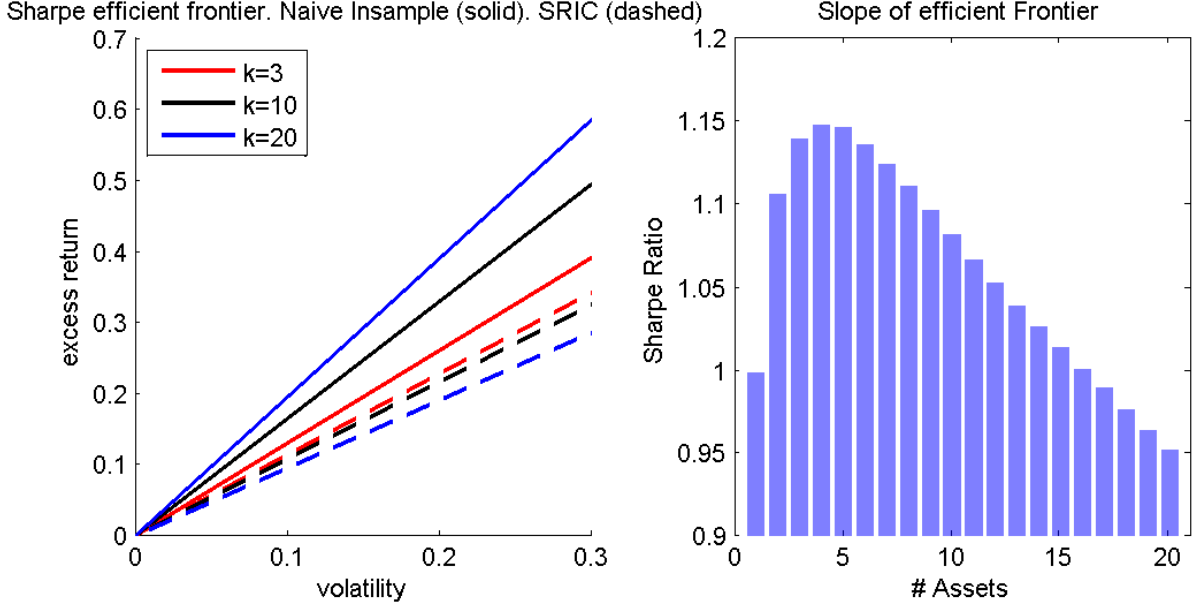 Sharpe efficient frontier. Naive Insample (solid). SRIC (dashed)
0.7
0.6
0.5
0.4
0.3
0.2
0.1
0
excess return
k=3
k=10
k=20
0
0.1
0.2
0.3
volatility
Slope of efficient Frontier
1.2
1.15
1.1
1.05
1
0.95
0.9
Sharpe Ratio
0
5
10
15
20
# Assets